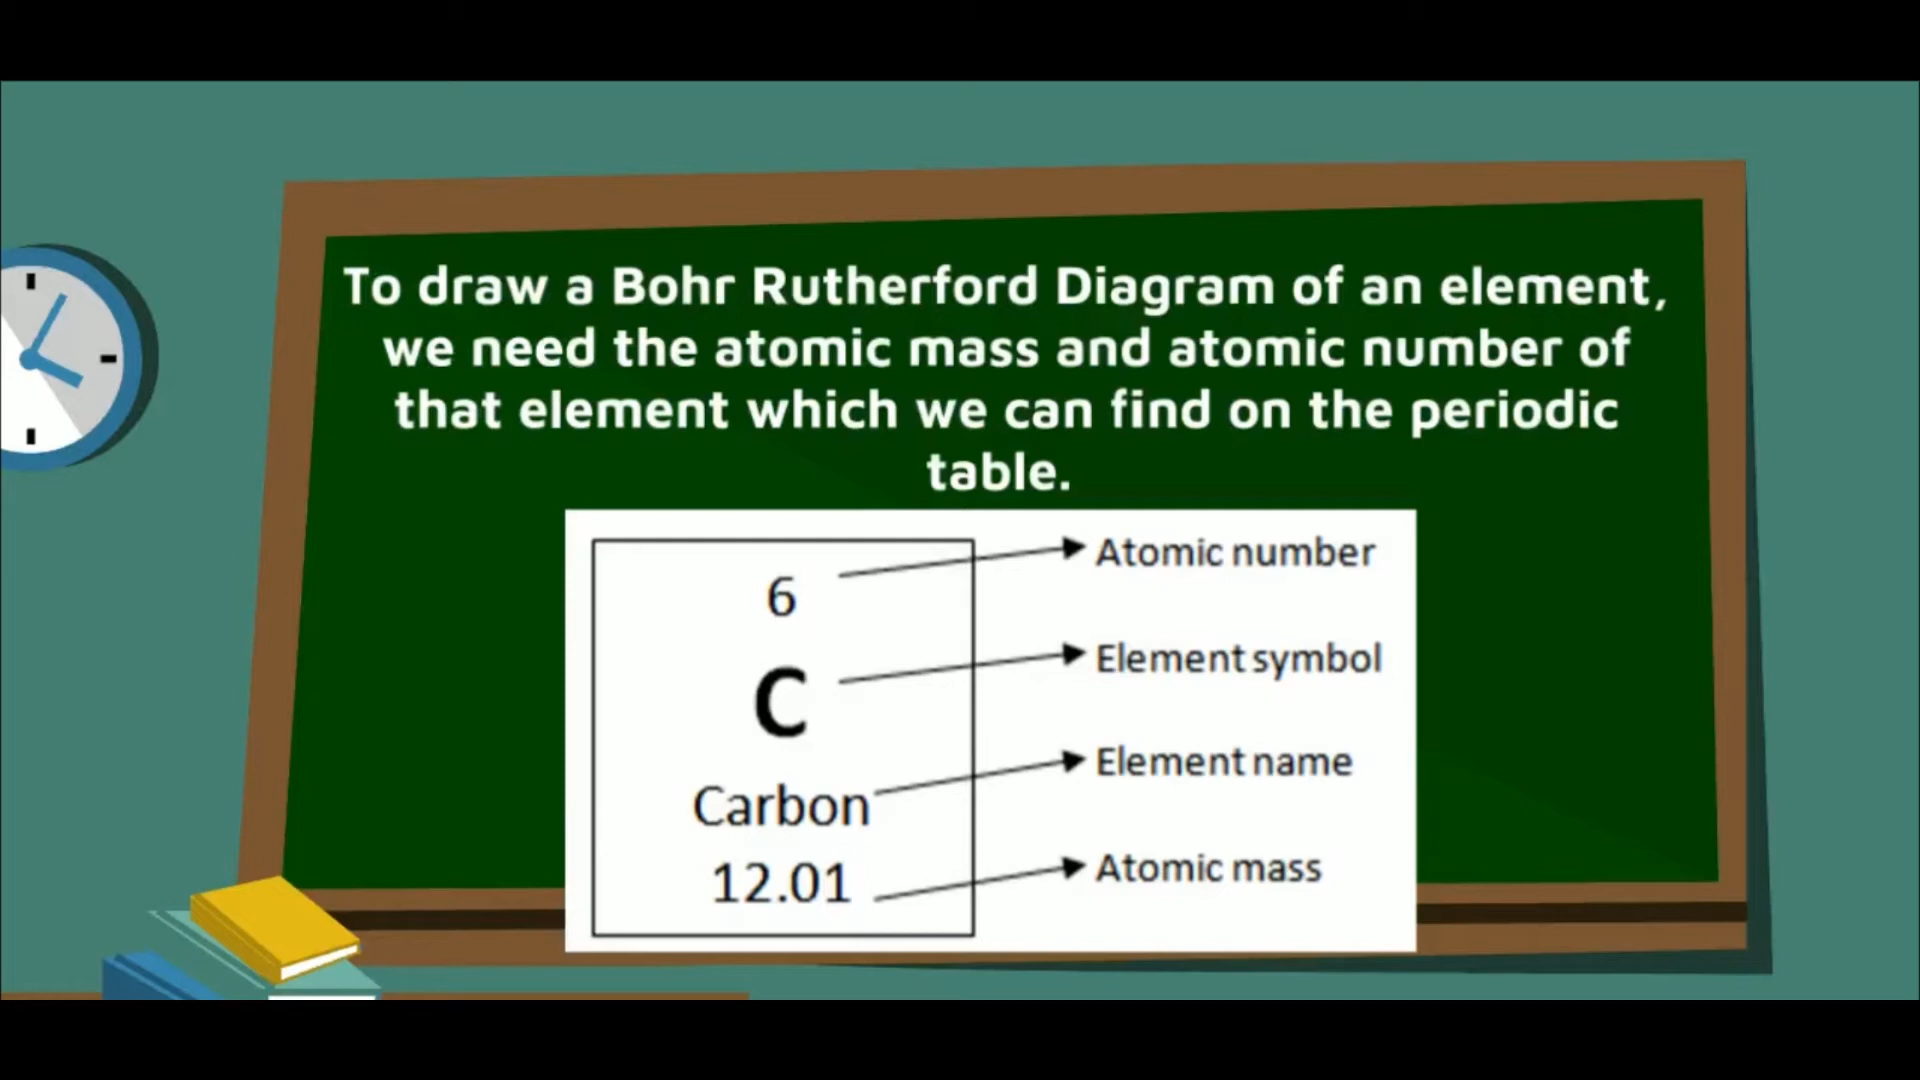 To draw a Bohr Rutherford Diagram of an element,
we need the atomic mass and atomic number of
that element which we can find on the periodic
table.
6
Atomic number
C
Element symbol
Carbon
Element name
12.01
Atomic mass